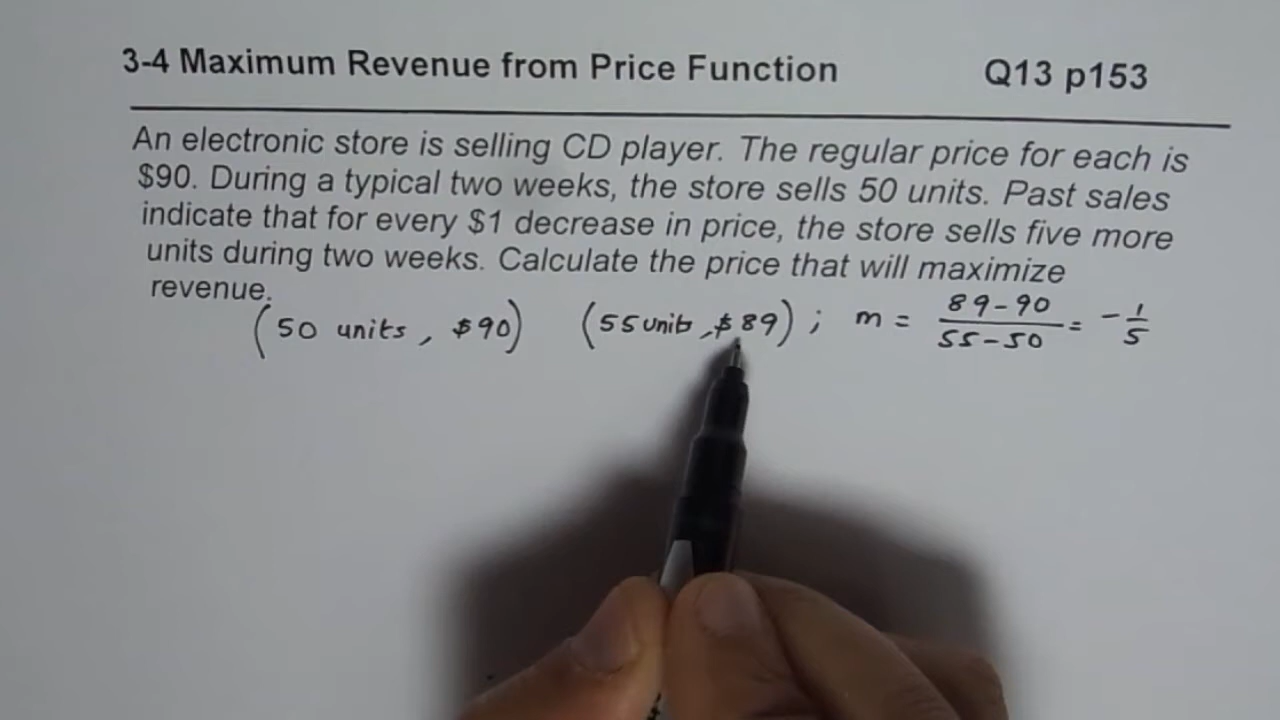 3-4 Maximum Revenue from Price Function Q13 p153
An electronic store is selling CD player. The regular price for each is
$90. During a typical two weeks, the store sells 50 units. Past sales
indicate that for every $1 decrease in price, the store sells five more
units during two weeks. Calculate the price that will maximize
revenue.
(50 units, $90) (55 units, $89); m = (89-90)/(55-50) = -1/5